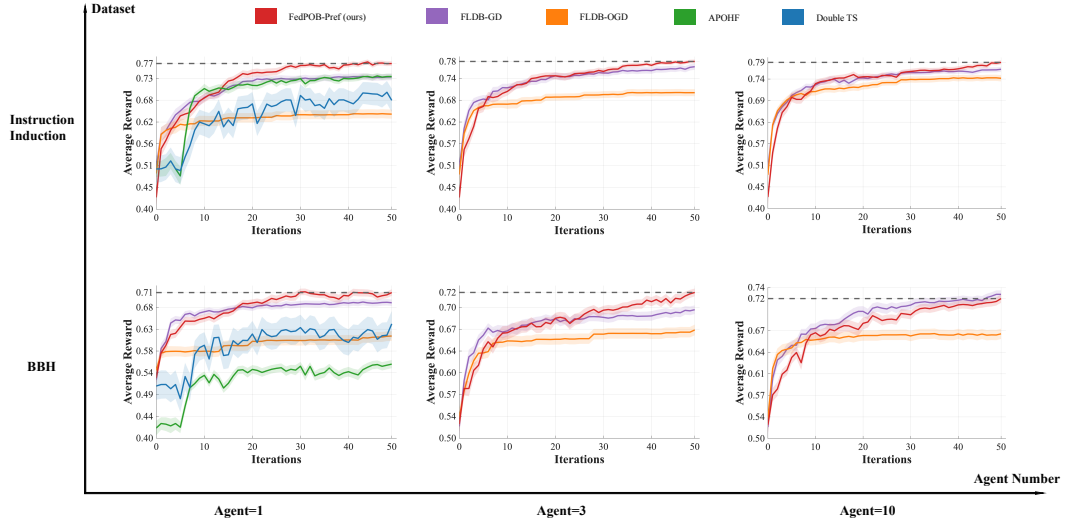 Dataset
FedPOB-Pref (ours) FLDB-GD FLDB-OGD APOHF Double TS
Instruction
Induction
Average Reward
0.77
0.73
0.68
0.62
0.56
0.51
0.45
0.40
0 10 20 30 40 50
Iterations
Average Reward
0.78
0.74
0.68
0.62
0.57
0.51
0.46
0.40
0 10 20 30 40 50
Iterations
Average Reward
0.79
0.74
0.69
0.63
0.57
0.51
0.46
0.40
0 10 20 30 40 50
Iterations
BBH
Average Reward
0.71
0.68
0.63
0.58
0.54
0.49
0.44
0.40
0 10 20 30 40 50
Iterations
Average Reward
0.72
0.70
0.67
0.64
0.60
0.57
0.54
0.50
0 10 20 30 40 50
Iterations
Average Reward
0.74
0.72
0.67
0.64
0.61
0.57
0.54
0.50
0 10 20 30 40 50
Iterations
Agent Number
Agent=1 Agent=3 Agent=10